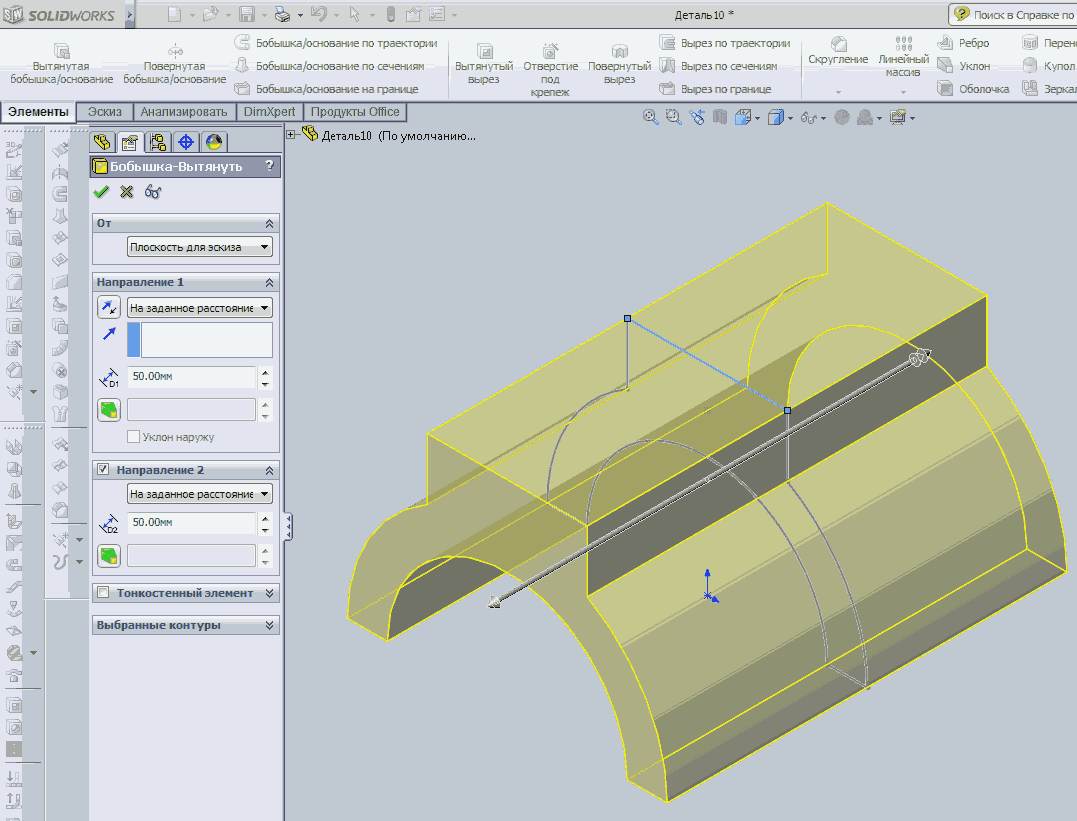 SOLIDWORKS
Деталь10 *
Поиск в Справке по
Вытянутая бобышка/основание
Повернутая бобышка/основание
Бобышка/основание по траектории
Бобышка/основание по сечениям
Бобышка/основание на границе
Вытянутый вырез
Отверстие под крепеж
Повернутый вырез
Вырез по траектории
Вырез по сечениям
Вырез по границе
Скругление
Линейный массив
Ребро
Уклон
Оболочка
Перен
Купол
Зеркал
Элементы
Эскиз
Анализировать
DimXpert
Продукты Office
Деталь10 (По умолчанию...
Бобышка-Вытянуть ?
От
Плоскость для эскиза
Направление 1
На заданное расстояние
D1
50.00мм
Уклон наружу
Направление 2
На заданное расстояние
D2
50.00мм
Тонкостенный элемент
Выбранные контуры